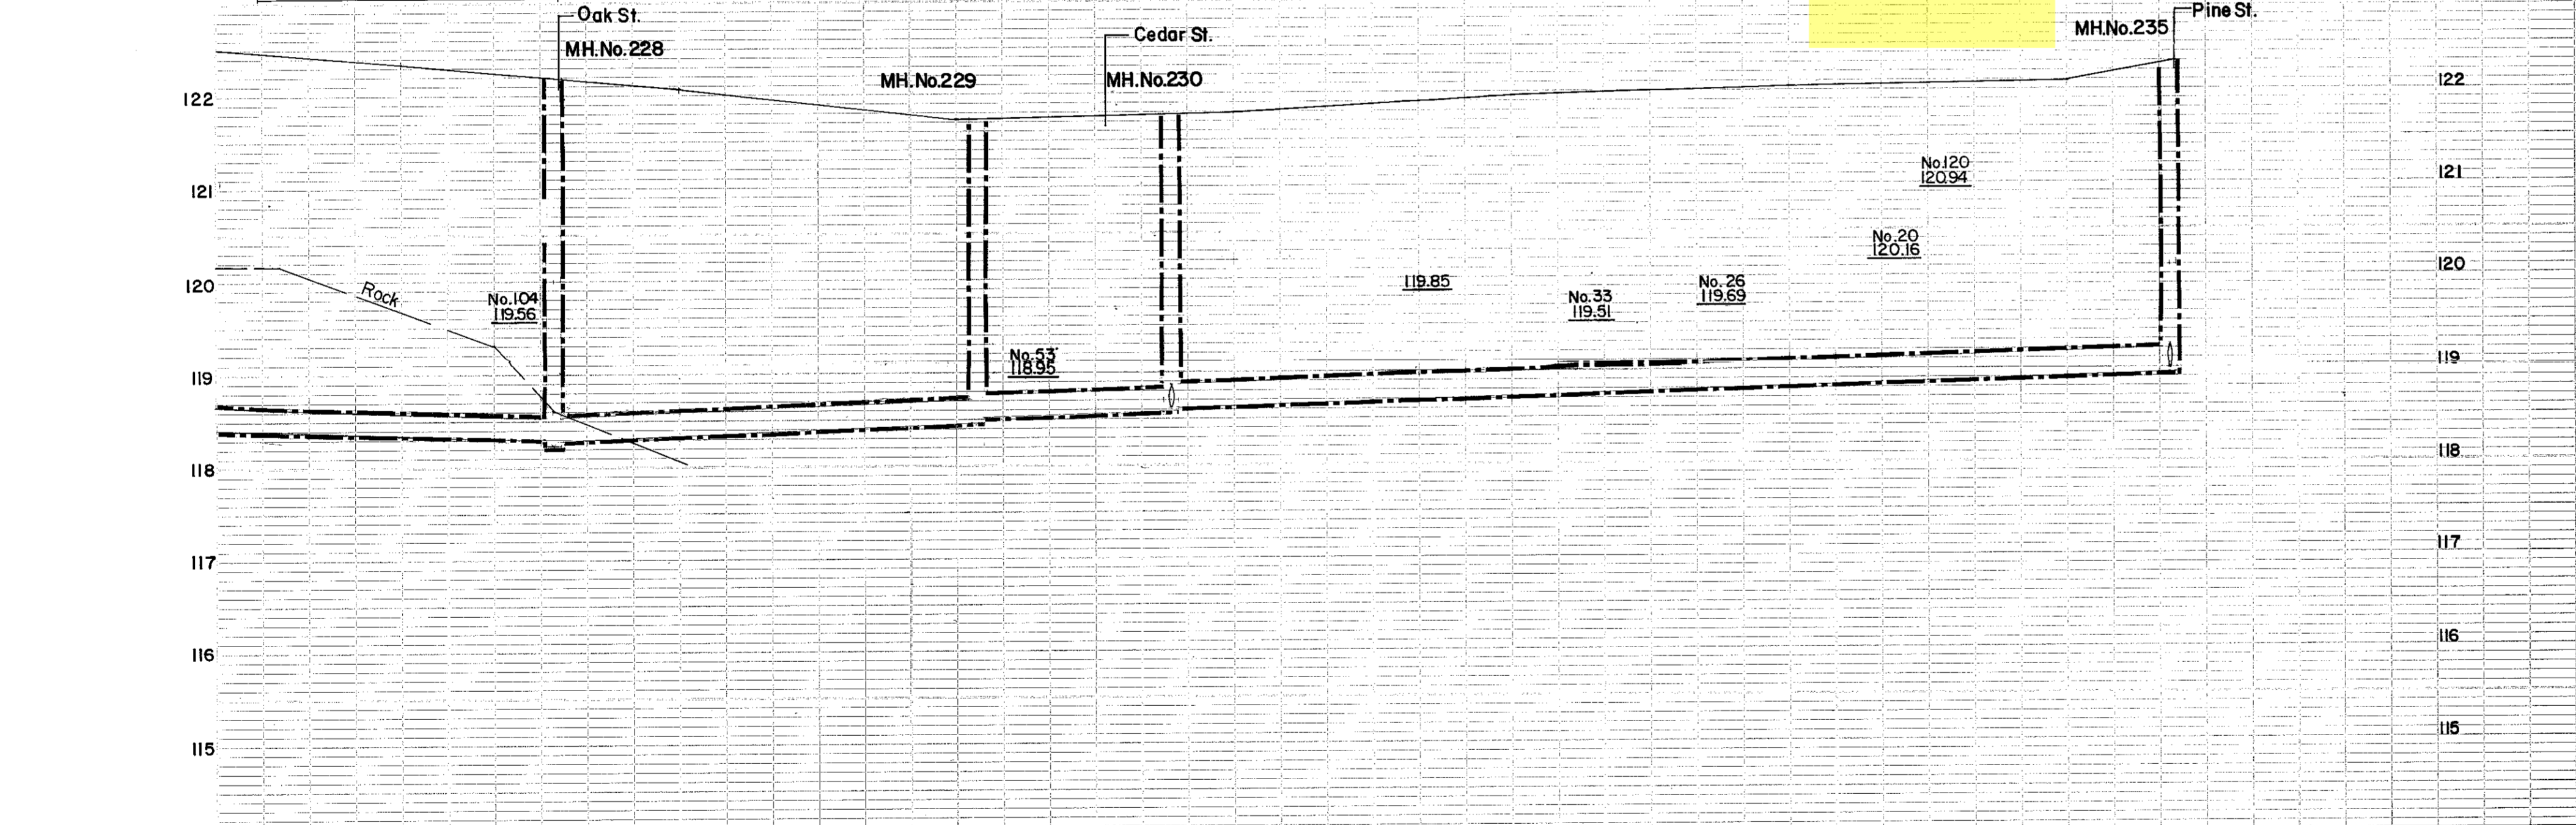 Oak St.
MH.No.228
MH.No.229
Cedar St.
MH.No.230
MH.No.235
Pine St.
122
121
120
119
118
117
116
115
Rock
No.104
119.56
No.53
118.95
119.85
No.33
119.51
No.26
119.69
No.20
120.16
No.120
120.94
122
121
120
119
118
117
116
115